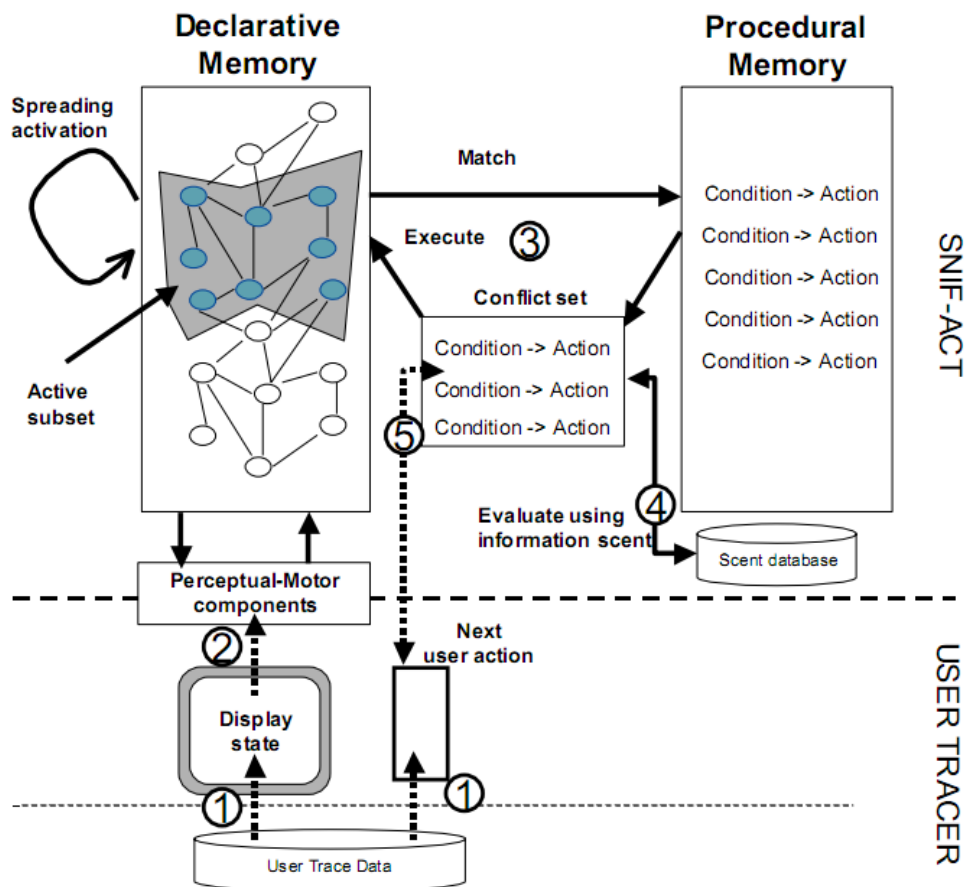 Declarative
Memory
Procedural
Memory
Spreading
activation
Match
Condition -> Action
Condition -> Action
Condition -> Action
Condition -> Action
Condition -> Action
Execute
3
Conflict set
Condition -> Action
Condition -> Action
Condition -> Action
Active
subset
5
4
Evaluate using
information scent
Scent database
SNIF-ACT
Perceptual-Motor
components
2
Next
user action
Display
state
1
1
User Trace Data
USER TRACER